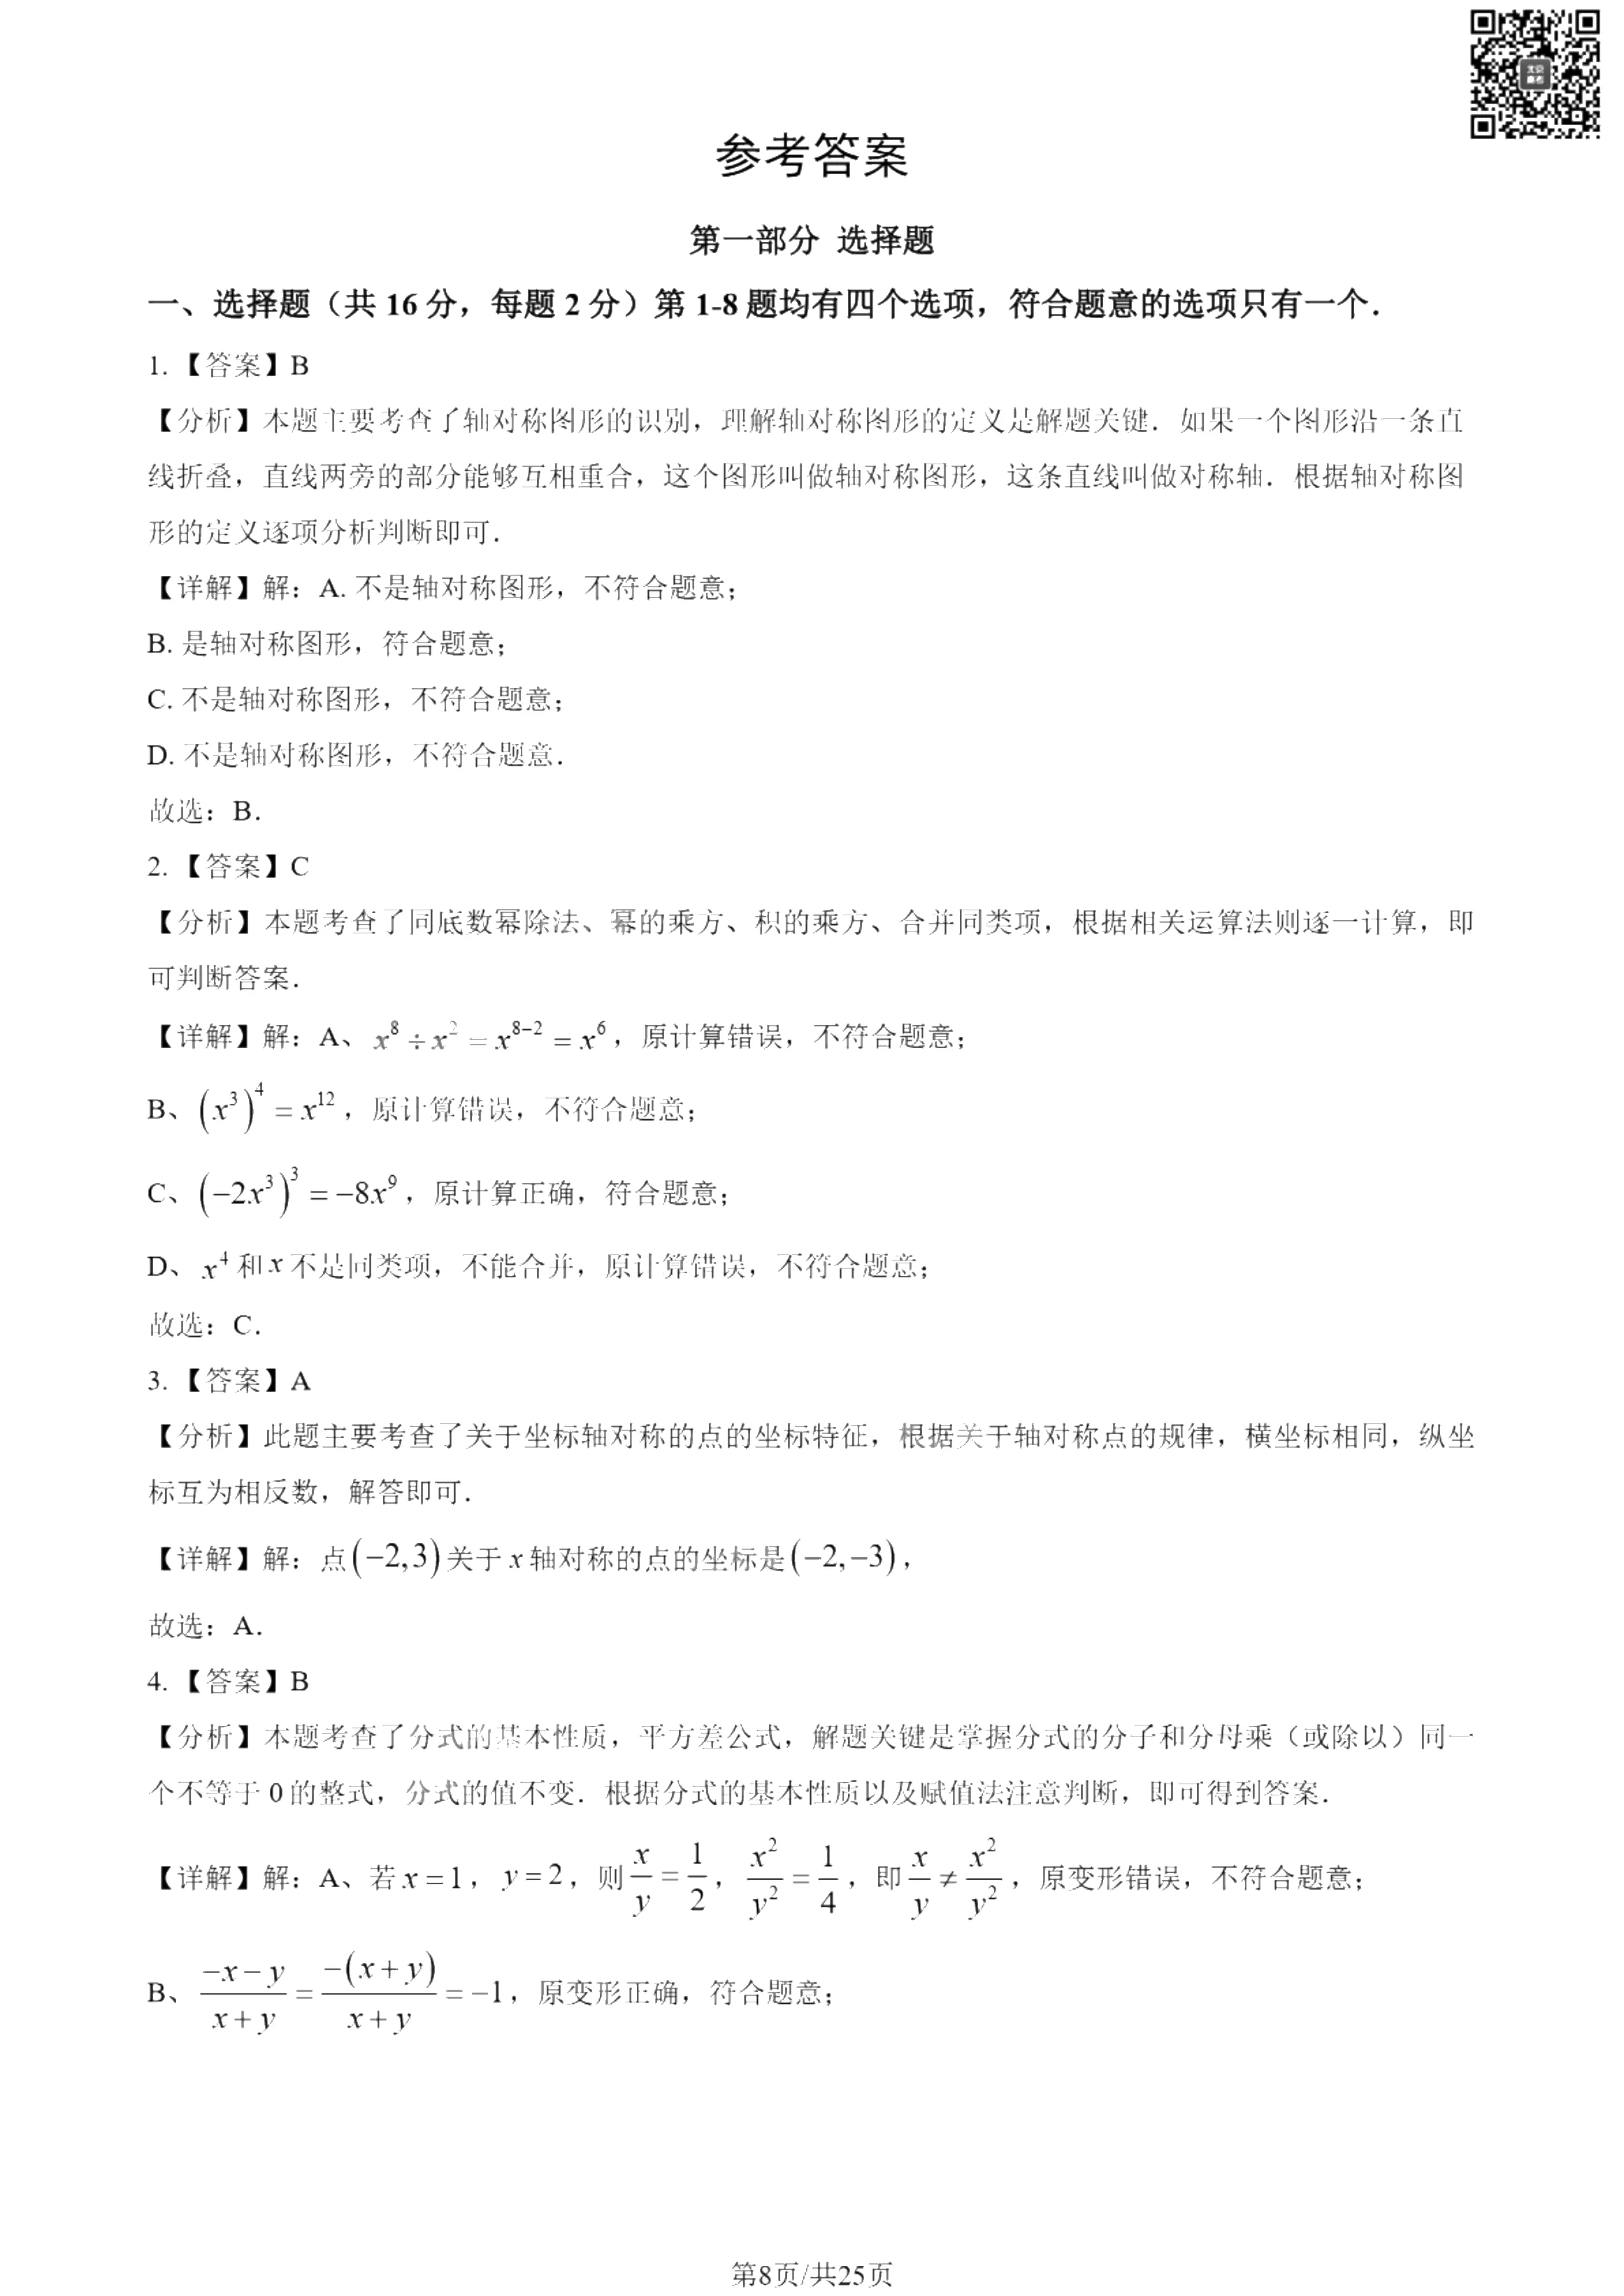 参考答案
第一部分 选择题
一、选择题（共 16 分，每题 2 分）第 1-8 题均有四个选项，符合题意的选项只有一个．
1. 【答案】B
【分析】本题主要考查了轴对称图形的识别，理解轴对称图形的定义是解题关键．如果一个图形沿一条直
线折叠，直线两旁的部分能够互相重合，这个图形叫做轴对称图形，这条直线叫做对称轴．根据轴对称图
形的定义逐项分析判断即可．
【详解】解：A. 不是轴对称图形，不符合题意；
B. 是轴对称图形，符合题意；
C. 不是轴对称图形，不符合题意；
D. 不是轴对称图形，不符合题意．
故选：B．
2. 【答案】C
【分析】本题考查了同底数幂除法、幂的乘方、积的乘方、合并同类项，根据相关运算法则逐一计算，即
可判断答案．
【详解】解：A、$x^8 \div x^2 = x^{8-2} = x^6$，原计算错误，不符合题意；
B、$(x^3)^4 = x^{12}$，原计算错误，不符合题意；
C、$(-2x^3)^3 = -8x^9$，原计算正确，符合题意；
D、$x^4$ 和 $x$ 不是同类项，不能合并，原计算错误，不符合题意；
故选：C．
3. 【答案】A
【分析】此题主要考查了关于坐标轴对称的点的坐标特征，根据关于轴对称点的规律，横坐标相同，纵坐
标互为相反数，解答即可．
【详解】解：点$(-2,3)$关于 $x$ 轴对称的点的坐标是$(-2,-3)$，
故选：A．
4. 【答案】B
【分析】本题考查了分式的基本性质，平方差公式，解题关键是掌握分式的分子和分母乘（或除以）同一
个不等于 0 的整式，分式的值不变．根据分式的基本性质以及赋值法注意判断，即可得到答案．
【详解】解：A、若 $x=1$，$y=2$，则$\frac{x}{y}=\frac{1}{2}$，$\frac{x^2}{y^2}=\frac{1}{4}$，即$\frac{x}{y} \neq \frac{x^2}{y^2}$，原变形错误，不符合题意；
B、$\frac{-x-y}{x+y}=\frac{-(x+y)}{x+y}=-1$，原变形正确，符合题意；
第8页/共25页